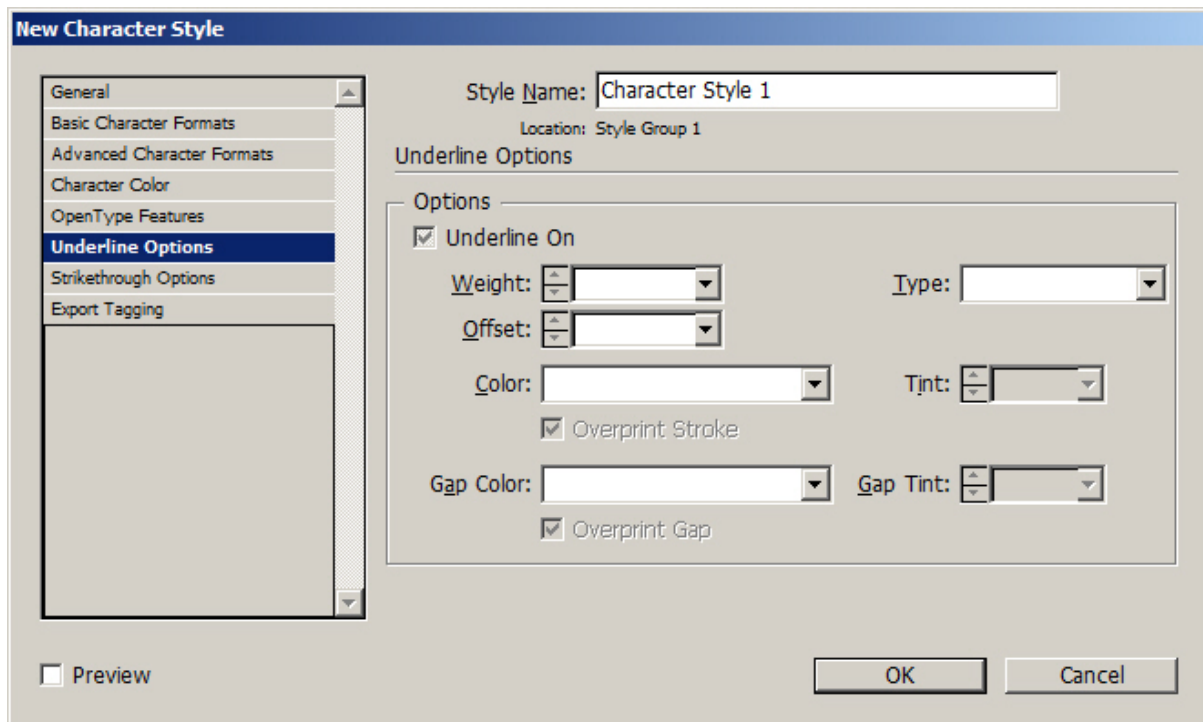 New Character Style
General
Basic Character Formats
Advanced Character Formats
Character Color
OpenType Features
Underline Options
Strikethrough Options
Export Tagging
Style Name: Character Style 1
Location: Style Group 1
Underline Options
Options
Underline On
Weight: Type:
Offset:
Color: Tint:
Overprint Stroke
Gap Color: Gap Tint:
Overprint Gap
Preview OK Cancel